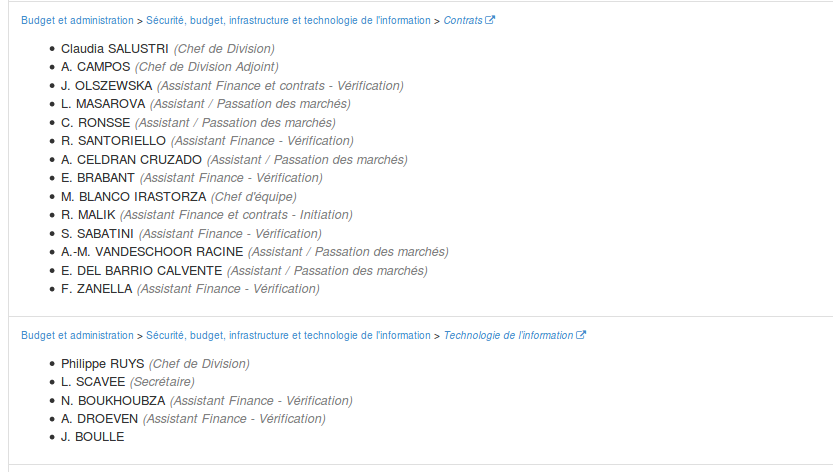 Budget et administration > Sécurité, budget, infrastructure et technologie de l'information > Contrats
Claudia SALUSTRI (Chef de Division)
A. CAMPOS (Chef de Division Adjoint)
J. OLSZEWSKA (Assistant Finance et contrats - Vérification)
L. MASAROVA (Assistant / Passation des marchés)
C. RONSSE (Assistant / Passation des marchés)
R. SANTORIELLO (Assistant Finance - Vérification)
A. CELDRAN CRUZADO (Assistant / Passation des marchés)
E. BRABANT (Assistant Finance - Vérification)
M. BLANCO IRASTORZA (Chef d'équipe)
R. MALIK (Assistant Finance et contrats - Initiation)
S. SABATINI (Assistant Finance - Vérification)
A.-M. VANDESCHOOR RACINE (Assistant / Passation des marchés)
E. DEL BARRIO CALVENTE (Assistant / Passation des marchés)
F. ZANELLA (Assistant Finance - Vérification)
Budget et administration > Sécurité, budget, infrastructure et technologie de l'information > Technologie de l'information
Philippe RUYS (Chef de Division)
L. SCAVEE (Secrétaire)
N. BOUKHOUBZA (Assistant Finance - Vérification)
A. DROEVEN (Assistant Finance - Vérification)
J. BOULLE